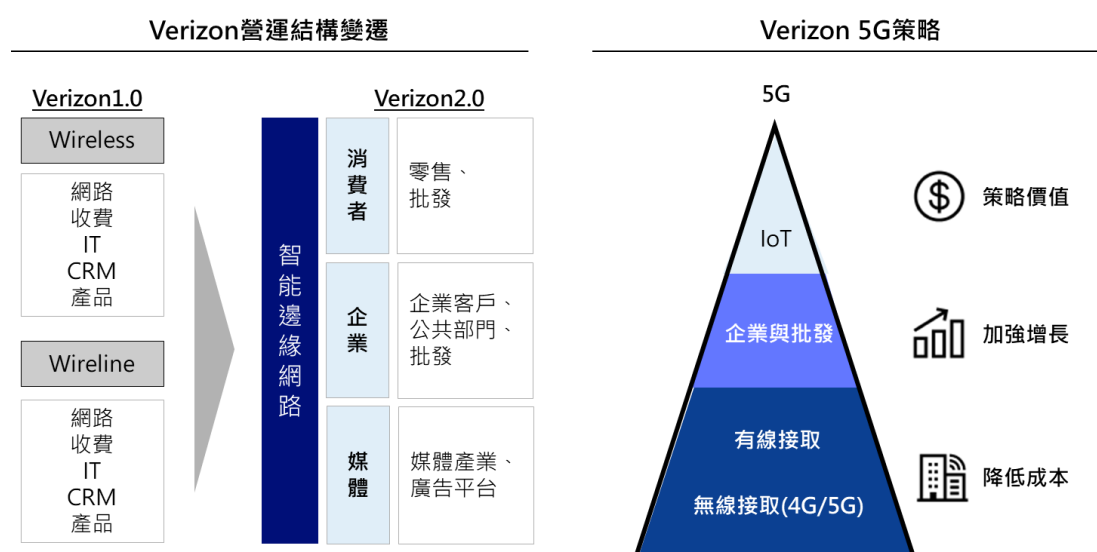 Verizon營運結構變遷
Verizon1.0
Wireless
網路
收費
IT
CRM
產品
Wireline
網路
收費
IT
CRM
產品
Verizon2.0
智能邊緣網路
消費者
零售、
批發
企業
企業客戶、
公共部門、
批發
媒體
媒體產業、
廣告平台
Verizon 5G策略
5G
IoT
企業與批發
有線接取
無線接取(4G/5G)
策略價值
加強增長
降低成本